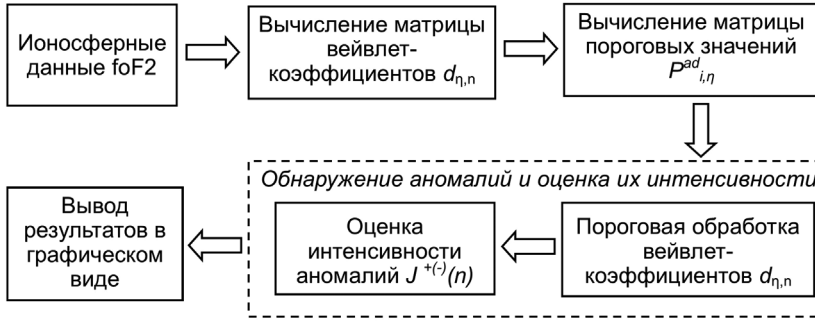 Ионосферные
данные foF2
Вычисление матрицы
вейвлет-
коэффициентов dη,n
Вычисление матрицы
пороговых значений
P^ad_i,η
Обнаружение аномалий и оценка их интенсивности
Вывод
результатов в
графическом
виде
Оценка
интенсивности
аномалий J^+(-)(n)
Пороговая обработка
вейвлет-
коэффициентов dη,n